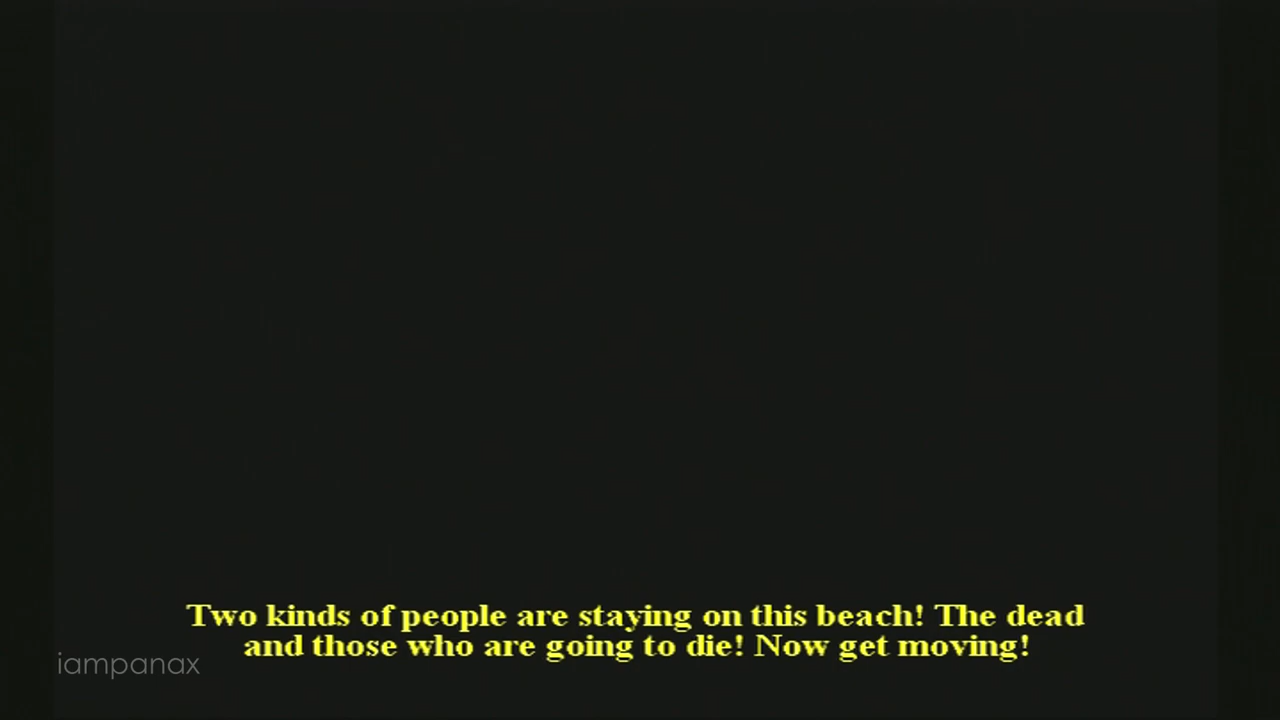 Two kinds of people are staying on this beach! The dead
and those who are going to die! Now get moving!
iampanax